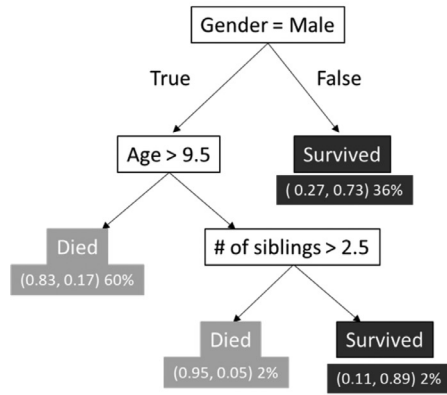 Gender = Male
True
False
Age > 9.5
Survived
( 0.27, 0.73) 36%
Died
(0.83, 0.17) 60%
# of siblings > 2.5
Died
(0.95, 0.05) 2%
Survived
(0.11, 0.89) 2%